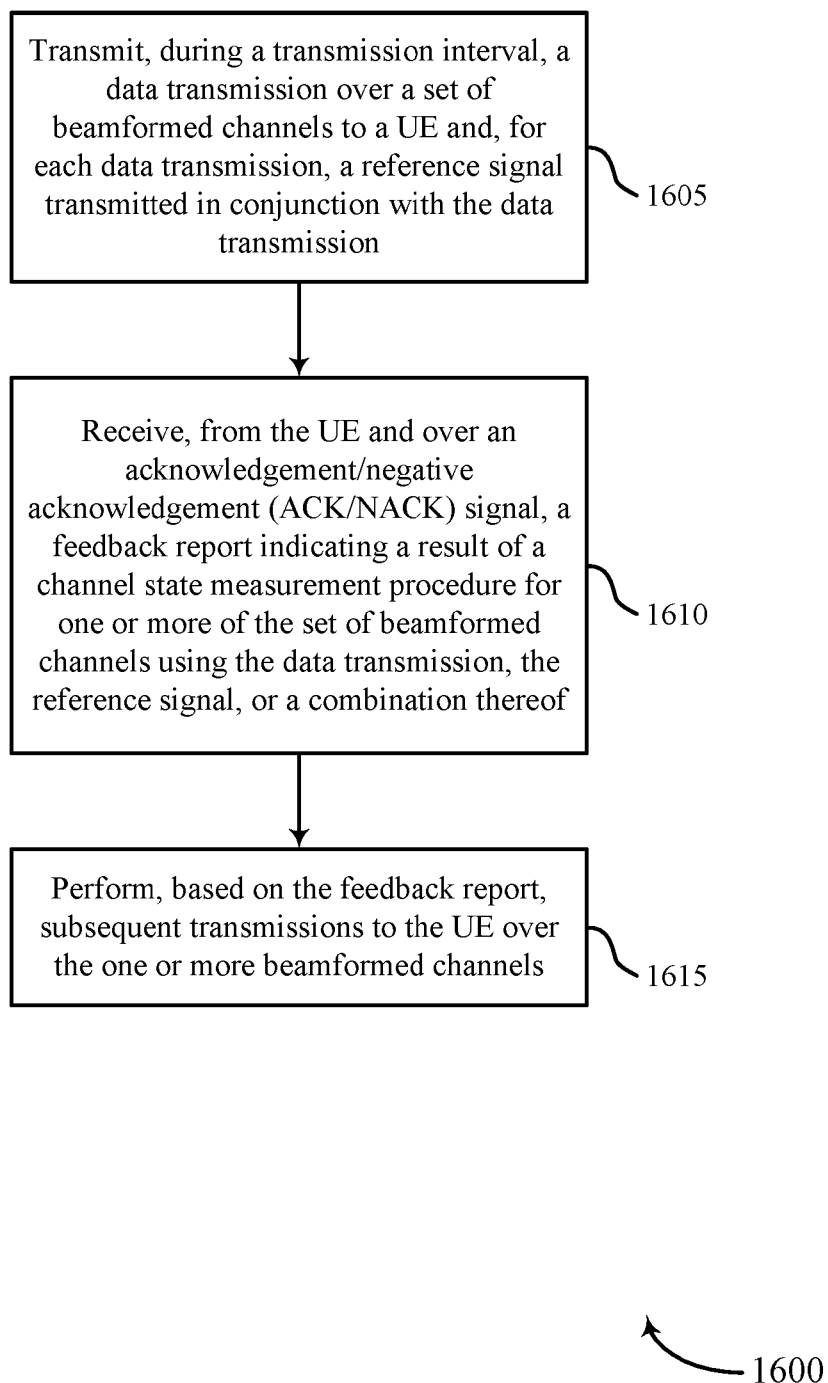 Transmit, during a transmission interval, a
data transmission over a set of
beamformed channels to a UE and, for
each data transmission, a reference signal
transmitted in conjunction with the data
transmission
1605
Receive, from the UE and over an
acknowledgement/negative
acknowledgement (ACK/NACK) signal, a
feedback report indicating a result of a
channel state measurement procedure for
one or more of the set of beamformed
channels using the data transmission, the
reference signal, or a combination thereof
1610
Perform, based on the feedback report,
subsequent transmissions to the UE over
the one or more beamformed channels
1615
1600